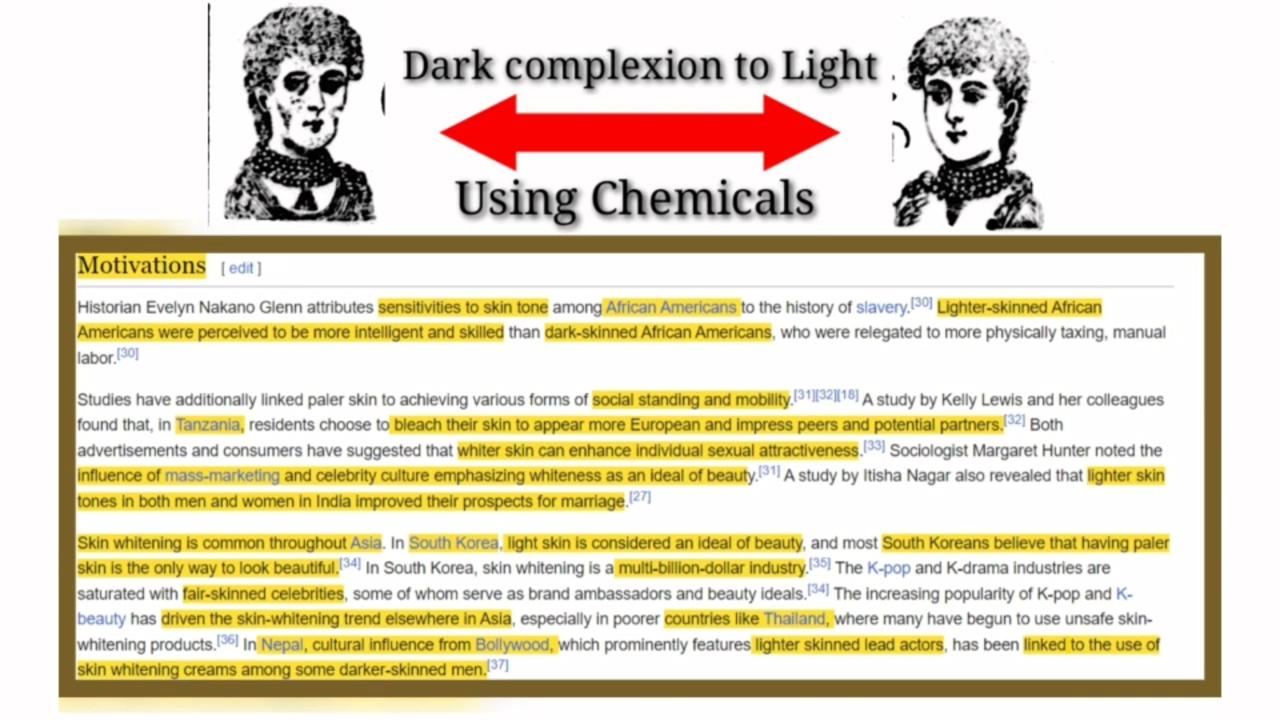 Dark complexion to Light
Using Chemicals
Motivations [ edit ]
Historian Evelyn Nakano Glenn attributes sensitivities to skin tone among African Americans to the history of slavery.[30] Lighter-skinned African
Americans were perceived to be more intelligent and skilled than dark-skinned African Americans, who were relegated to more physically taxing, manual
labor.[30]
Studies have additionally linked paler skin to achieving various forms of social standing and mobility.[31][32][18] A study by Kelly Lewis and her colleagues
found that, in Tanzania, residents choose to bleach their skin to appear more European and impress peers and potential partners.[32] Both
advertisements and consumers have suggested that whiter skin can enhance individual sexual attractiveness.[33] Sociologist Margaret Hunter noted the
influence of mass-marketing and celebrity culture emphasizing whiteness as an ideal of beauty.[31] A study by Itisha Nagar also revealed that lighter skin
tones in both men and women in India improved their prospects for marriage.[27]
Skin whitening is common throughout Asia. In South Korea, light skin is considered an ideal of beauty, and most South Koreans believe that having paler
skin is the only way to look beautiful.[34] In South Korea, skin whitening is a multi-billion-dollar industry.[35] The K-pop and K-drama industries are
saturated with fair-skinned celebrities, some of whom serve as brand ambassadors and beauty ideals.[34] The increasing popularity of K-pop and K-
beauty has driven the skin-whitening trend elsewhere in Asia, especially in poorer countries like Thailand, where many have begun to use unsafe skin-
whitening products.[36] In Nepal, cultural influence from Bollywood, which prominently features lighter skinned lead actors, has been linked to the use of
skin whitening creams among some darker-skinned men.[37]